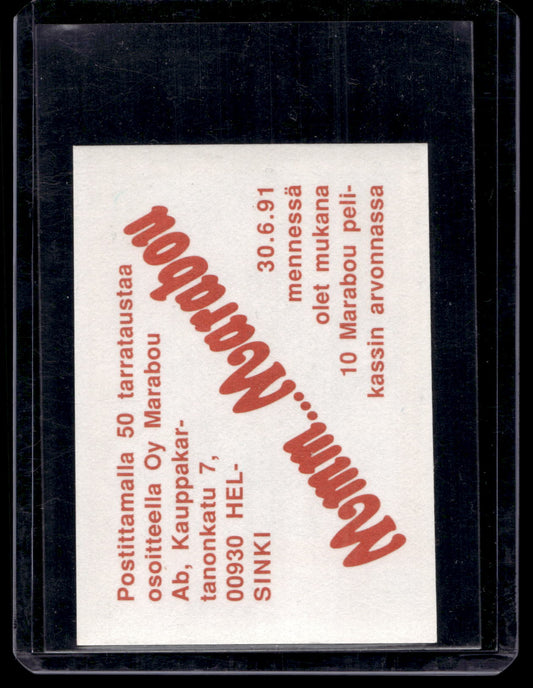 Postittamalla 50 tarrataustaa
osoitteella Oy Marabou
Ab, Kauppakar-
tanonkatu 7,
00930 HEL-
SINKI
Mmm...Marabou
30.6.91
mennessä
olet mukana
10 Marabou peli-
kassin arvonnassa